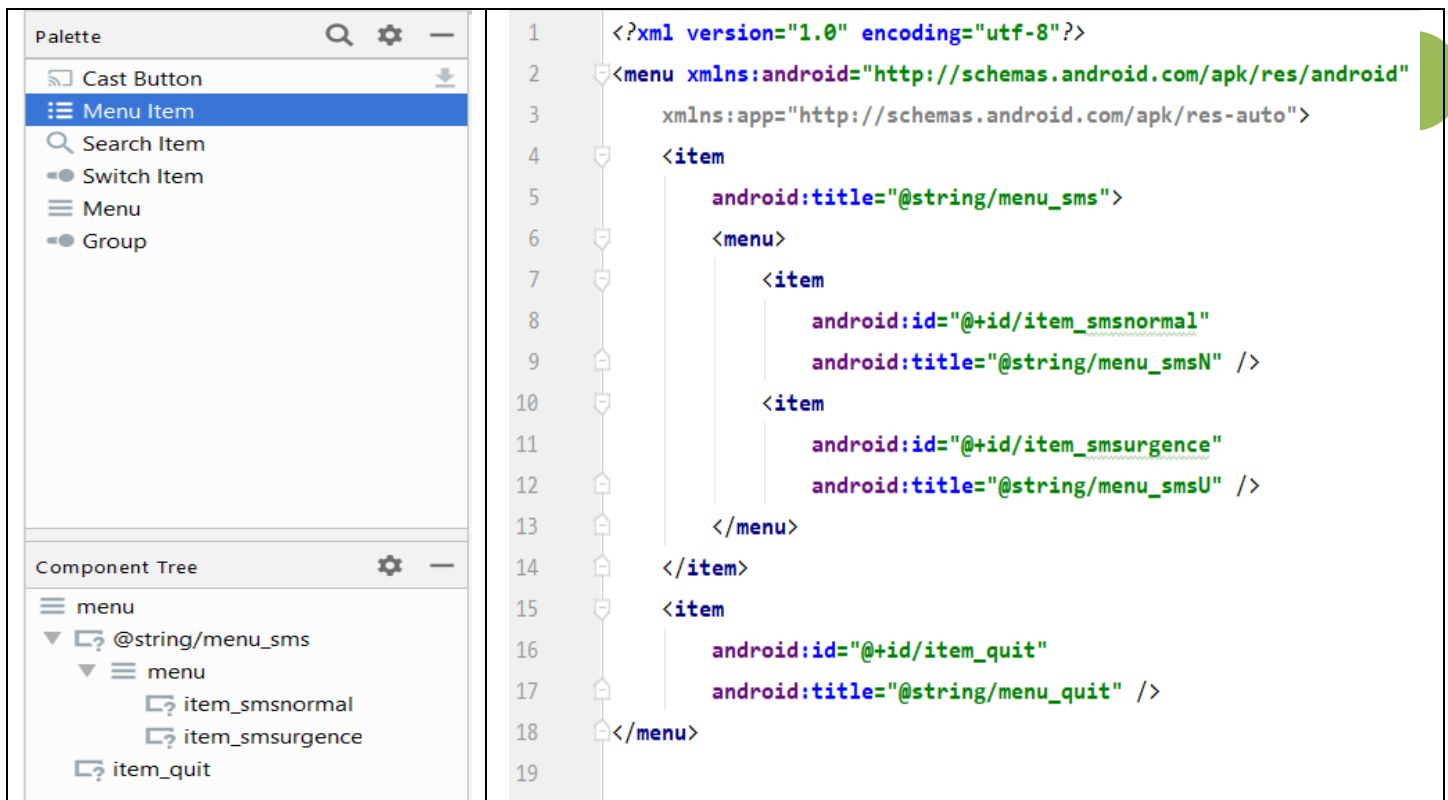 Palette
Cast Button
Menu Item
Search Item
Switch Item
Menu
Group
Component Tree
menu
@string/menu_sms
menu
item_smsnormal
item_smsurgence
item_quit
1 <?xml version="1.0" encoding="utf-8"?>
2 <menu xmlns:android="http://schemas.android.com/apk/res/android"
3 xmlns:app="http://schemas.android.com/apk/res-auto">
4 <item
5 android:title="@string/menu_sms">
6 <menu>
7 <item
8 android:id="@+id/item_smsnormal"
9 android:title="@string/menu_smsN" />
10 <item
11 android:id="@+id/item_smsurgence"
12 android:title="@string/menu_smsU" />
13 </menu>
14 </item>
15 <item
16 android:id="@+id/item_quit"
17 android:title="@string/menu_quit" />
18 </menu>
19